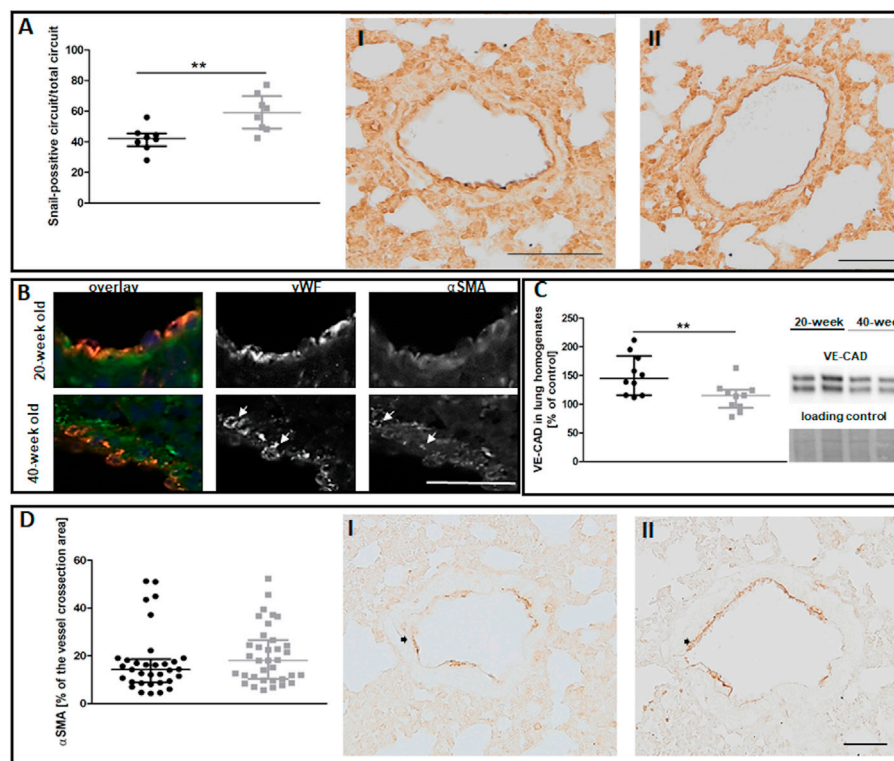 A
Snail-possitive circuit/total circuit
100
80
60
40
20
0
**
I
II
B
overlay
vWF
αSMA
20-week old
40-week old
C
VE-CAD in lung homogenates
[% of control]
250
200
150
100
50
0
**
20-week 40-wee
VE-CAD
loading control
D
αSMA [% of the vessel crossection area]
60
40
20
0
I
II